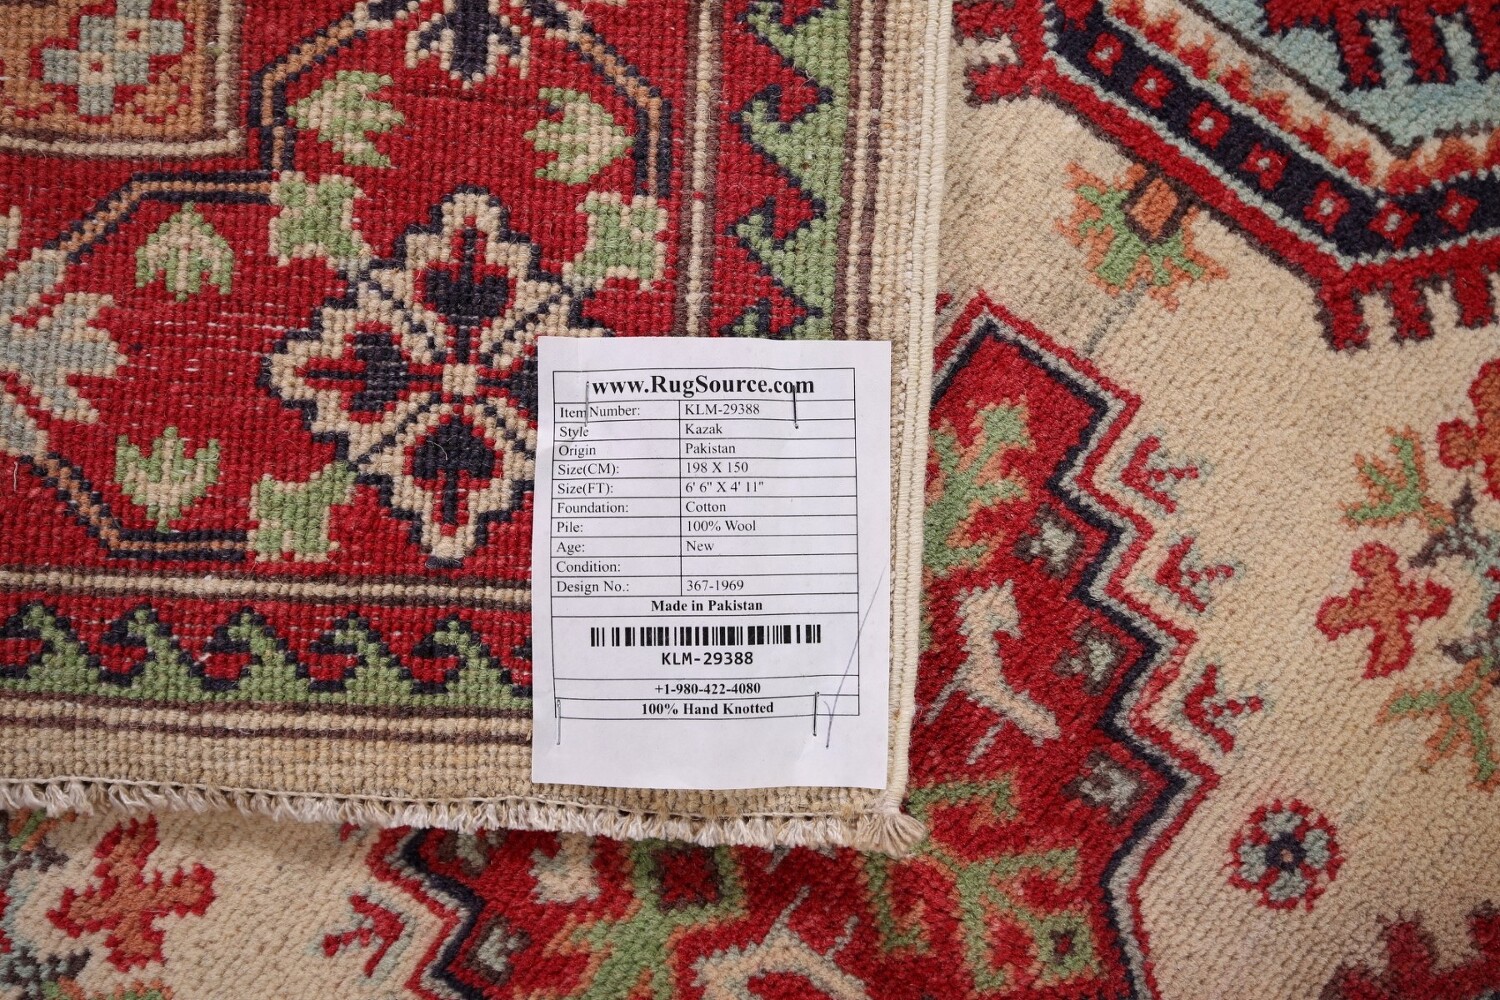 www.RugSource.com
Item Number: KLM-29388
Style Kazak
Origin Pakistan
Size(CM): 198 X 150
Size(FT): 6' 6" X 4' 11"
Foundation: Cotton
Pile: 100% Wool
Age: New
Condition:
Design No.: 367-1969
Made in Pakistan
KLM-29388
+1-980-422-4080
100% Hand Knotted